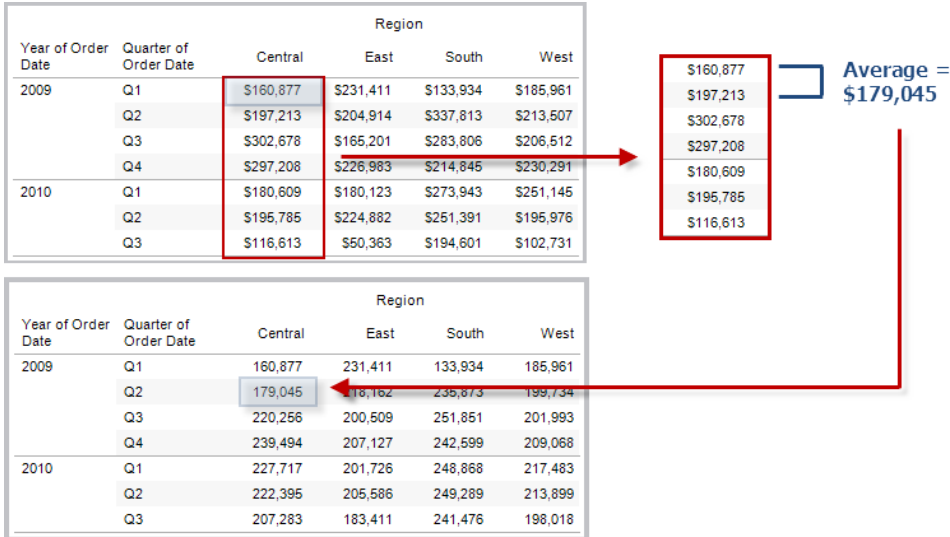 Region
Year of Order Date Quarter of Order Date Central East South West
2009 Q1 $160,877 $231,411 $133,934 $185,961
Q2 $197,213 $204,914 $337,813 $213,507
Q3 $302,678 $165,201 $283,806 $206,512
Q4 $297,208 $226,983 $214,845 $230,291
2010 Q1 $180,609 $180,123 $273,943 $251,145
Q2 $195,785 $224,882 $251,391 $195,976
Q3 $116,613 $50,363 $194,601 $102,731
$160,877
$197,213
$302,678
$297,208
$180,609
$195,785
$116,613
Average =
$179,045
Region
Year of Order Date Quarter of Order Date Central East South West
2009 Q1 160,877 231,411 133,934 185,961
Q2 179,045 218,162 235,873 199,734
Q3 220,256 200,509 251,851 201,993
Q4 239,494 207,127 242,599 209,068
2010 Q1 227,717 201,726 248,868 217,483
Q2 222,395 205,586 249,289 213,899
Q3 207,283 183,411 241,476 198,018